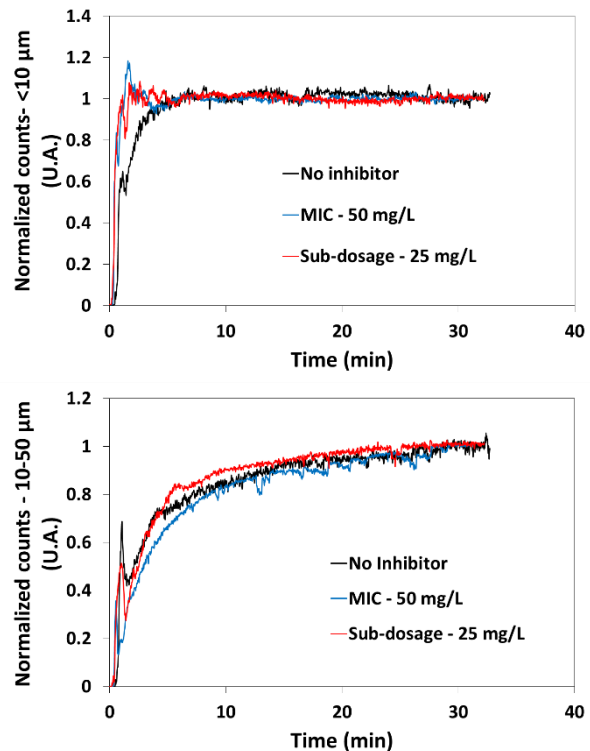 Normalized counts- <10 µm
(U.A.)
1.4
1.2
1
0.8
0.6
0.4
0.2
0
No inhibitor
MIC - 50 mg/L
Sub-dosage - 25 mg/L
0 10 20 30 40
Time (min)
Normalized counts - 10-50 µm
(U.A.)
1.4
1.2
1
0.8
0.6
0.4
0.2
0
No Inhibitor
MIC - 50 mg/L
Sub-dosage - 25 mg/L
0 10 20 30 40
Time (min)